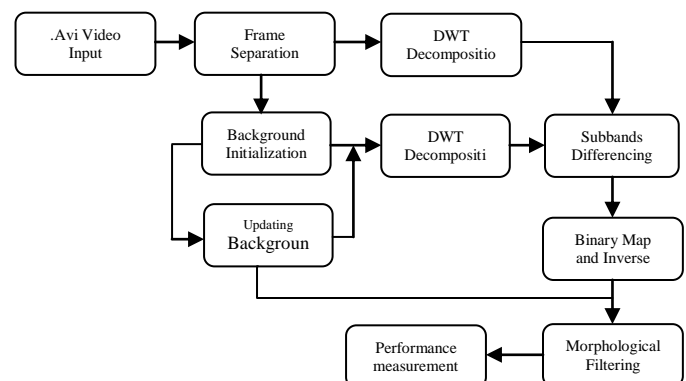 .Avi Video
Input
Frame
Separation
DWT
Decompositio
Background
Initialization
DWT
Decompositi
Subbands
Differencing
Updating
Backgroun
Binary Map
and Inverse
Performance
measurement
Morphological
Filtering